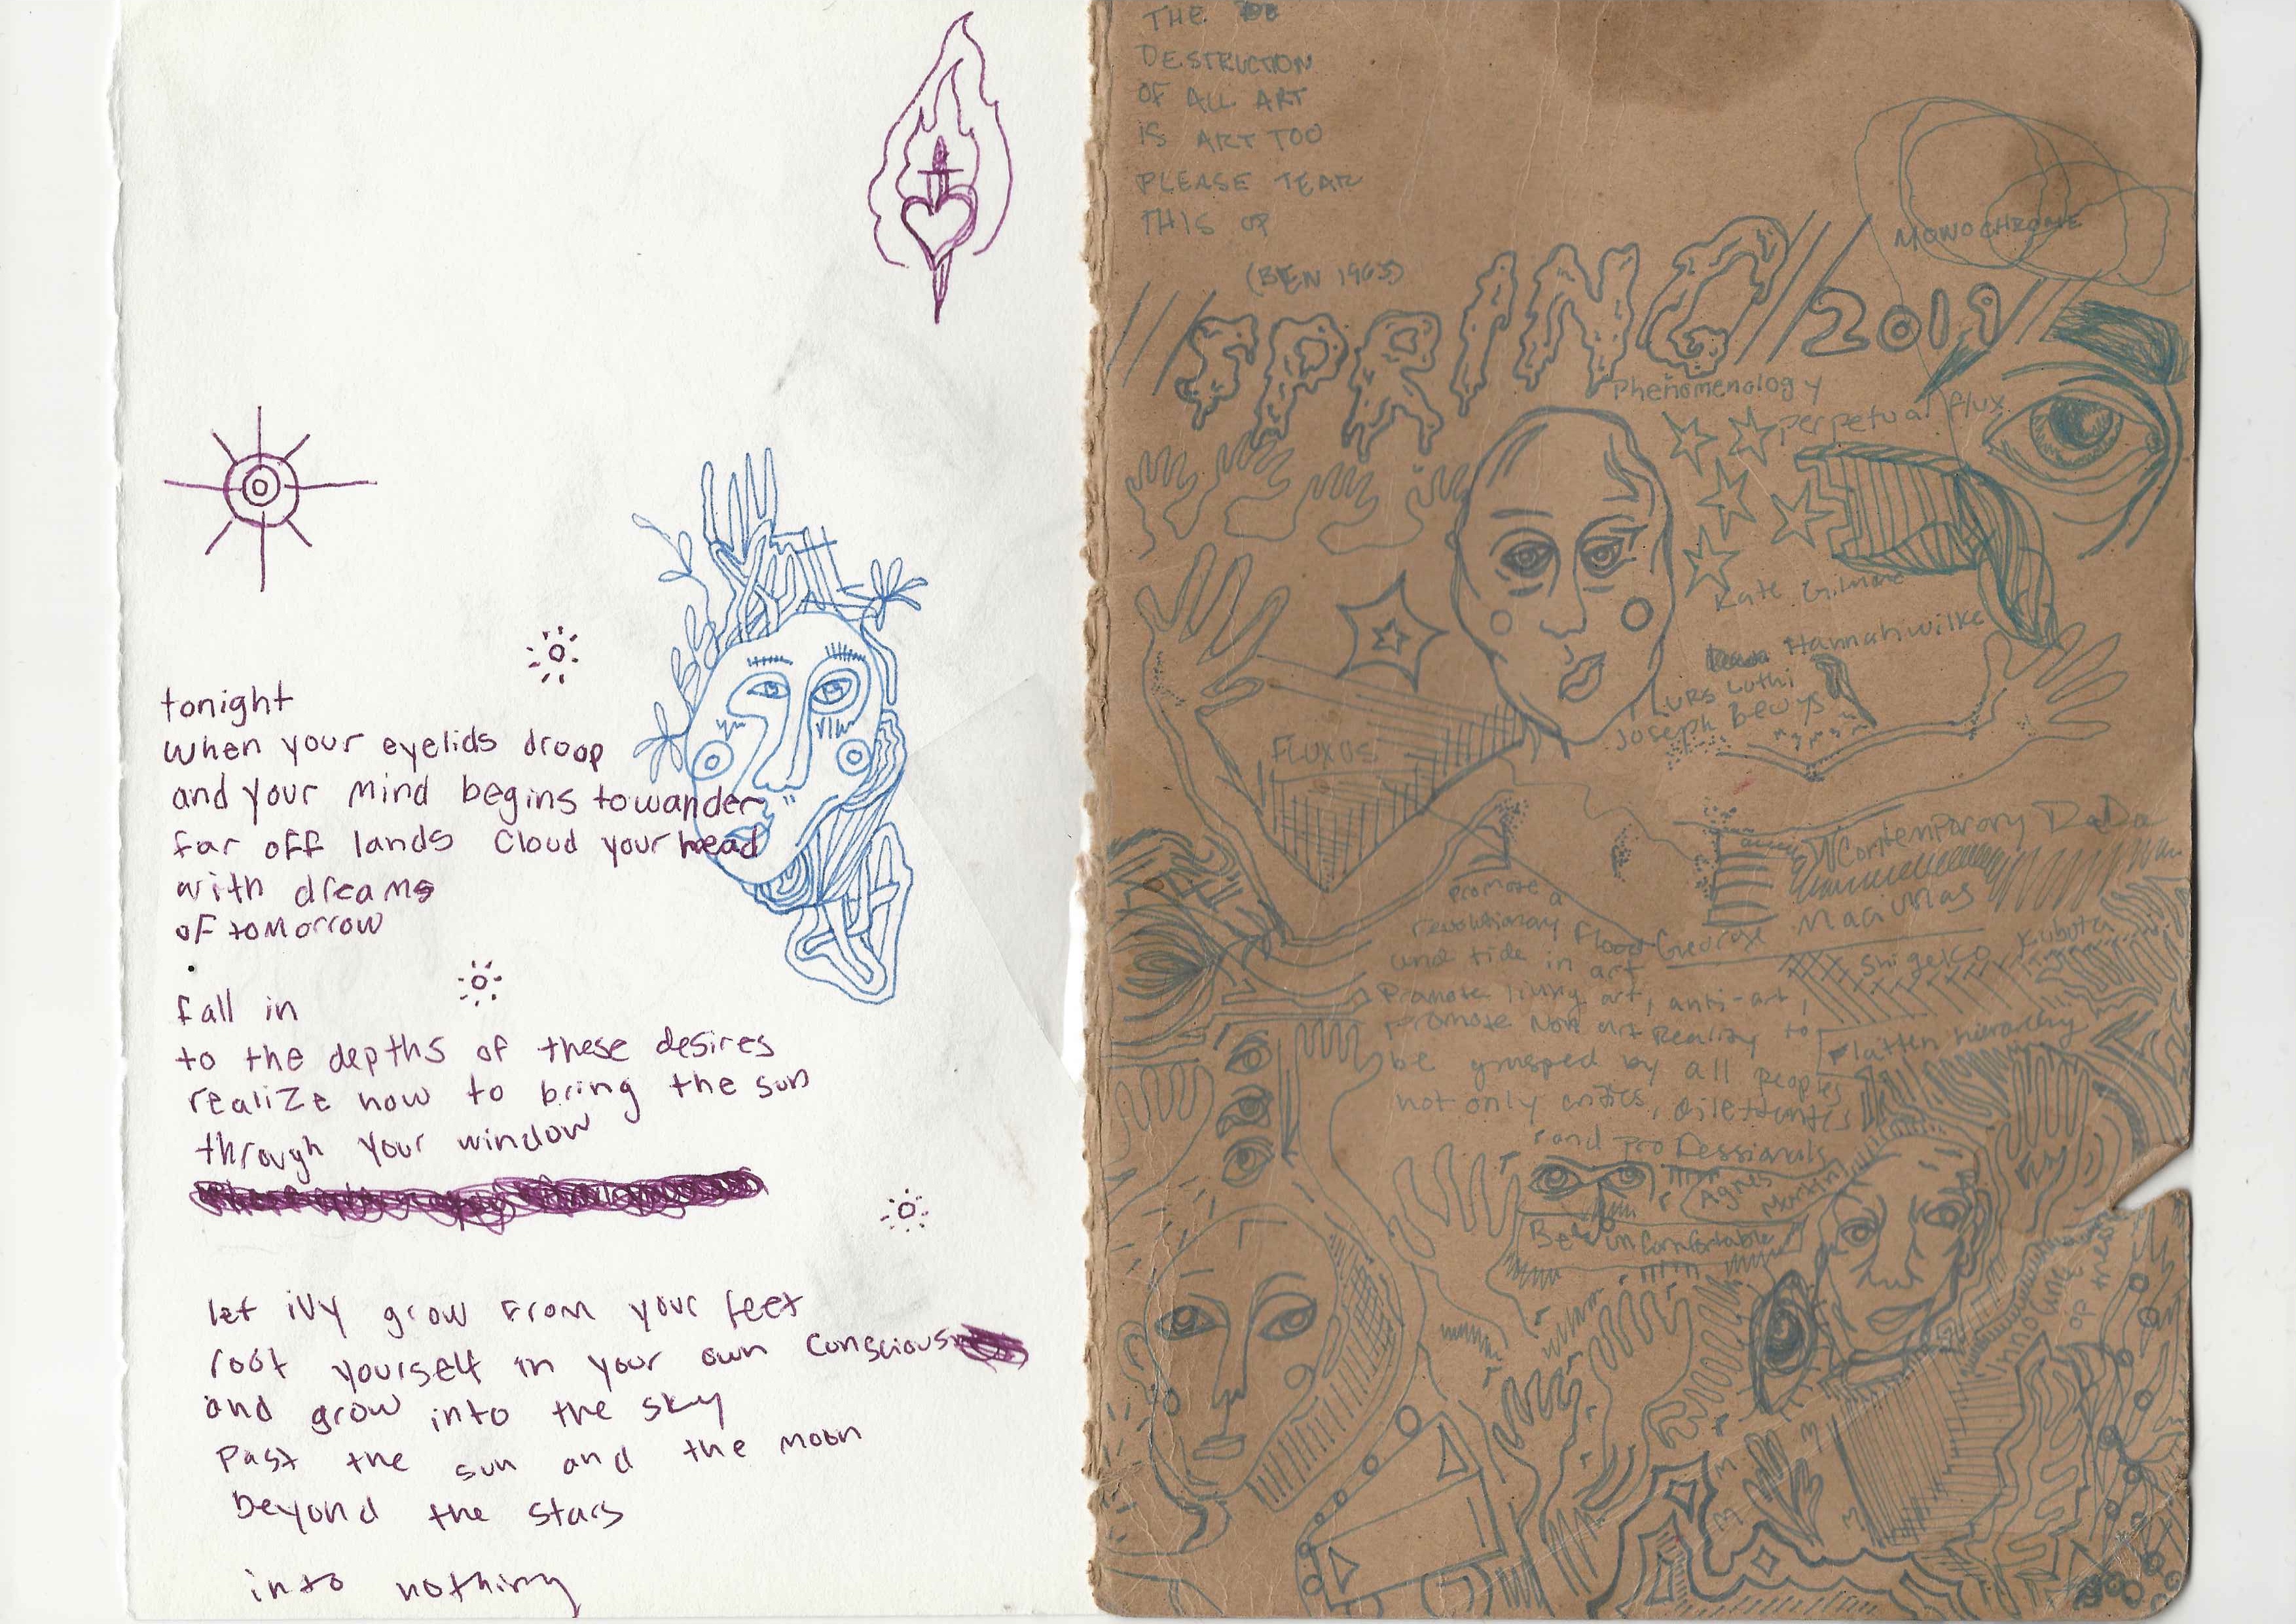 tonight
when your eyelids droop
and your mind begins to wander
far off lands cloud your head
with dreams
of tomorrow
fall in
to the depths of these desires
realize how to bring the sun
through your window
let ivy grow from your feet
root yourself in your own conscious
and grow into the sky
past the sun and the moon
beyond the stars
into nothing
THE
DESTRUCTION
OF ALL ART
IS ART TOO
PLEASE TEAR
THIS UP
(BEN 1965)
MONOCHROME
//SPRING//2019//
Phenomenology
perpetual flux
Kate Gilmore
Hannah wilke
URS Luthi
Joseph Beuys
FLUXUS
Contemporary DaDa
George Maciunas
Promote a
revolutionary flood
and tide in art
Promote living art, anti-art,
promote Non art Reality to
be grasped by all peoples
not only critics, dilettantes
and professionals
Shigeko Kubota
Flatten hierarchy
Agnes
Martin
Be uncomfortable
Innocence
of trees